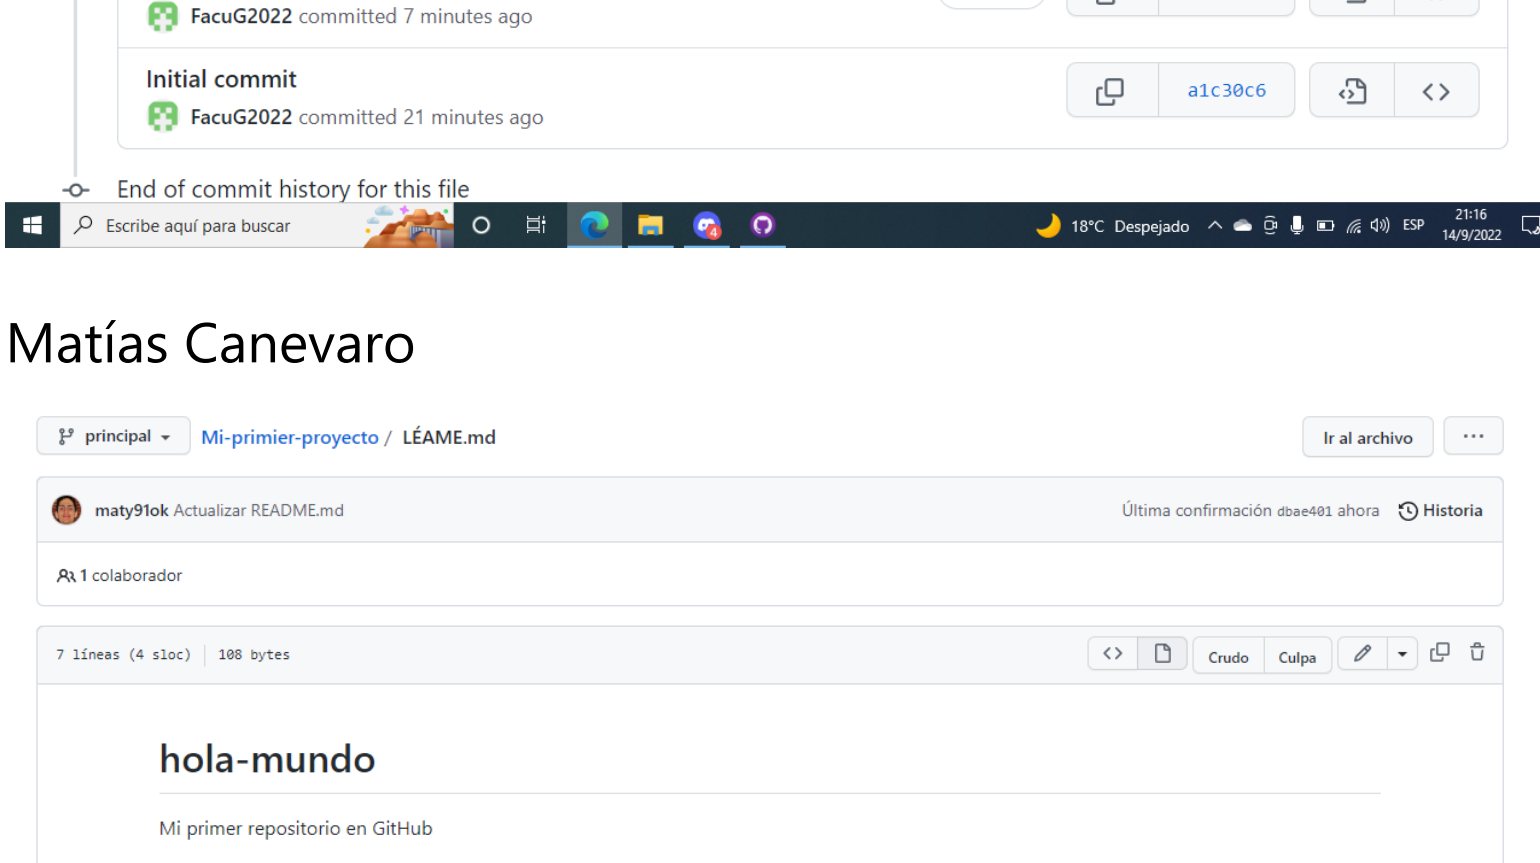 FacuG2022 committed 7 minutes ago
Initial commit
a1c30c6
FacuG2022 committed 21 minutes ago
End of commit history for this file
Escribe aquí para buscar
4
18°C Despejado
ESP
21:16
14/9/2022
Matías Canevaro
principal
Mi-primier-proyecto / LÉAME.md
Ir al archivo
maty91ok Actualizar README.md
Última confirmación dbae401 ahora
Historia
1 colaborador
7 líneas (4 sloc)
108 bytes
Crudo
Culpa
hola-mundo
Mi primer repositorio en GitHub